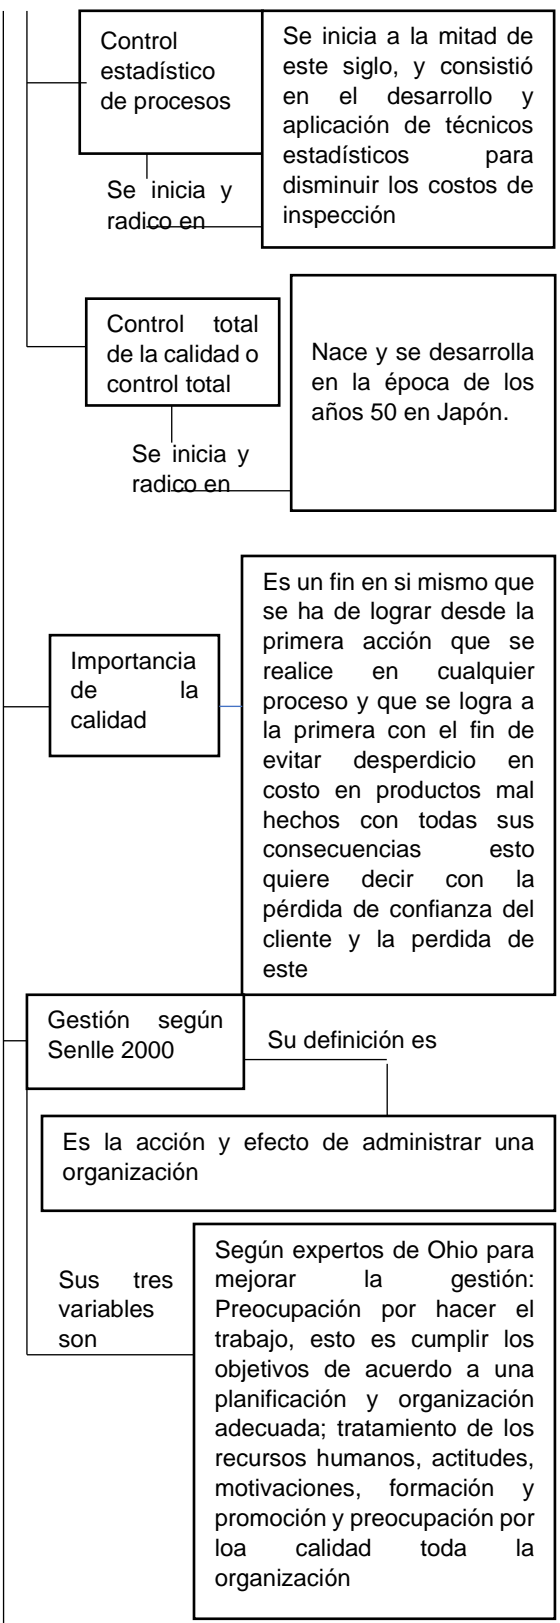 Control
estadístico
de procesos
Se inicia a la mitad de
este siglo, y consistió
en el desarrollo y
aplicación de técnicos
estadísticos para
disminuir los costos de
inspección
Se inicia y
radico en
Control total
de la calidad o
control total
Nace y se desarrolla
en la época de los
años 50 en Japón.
Se inicia y
radico en
Importancia
de la
calidad
Es un fin en si mismo que
se ha de lograr desde la
primera acción que se
realice en cualquier
proceso y que se logra a
la primera con el fin de
evitar desperdicio en
costo en productos mal
hechos con todas sus
consecuencias esto
quiere decir con la
pérdida de confianza del
cliente y la perdida de
este
Gestión según
Senlle 2000
Su definición es
Es la acción y efecto de administrar una
organización
Sus tres
variables
son
Según expertos de Ohio para
mejorar la gestión:
Preocupación por hacer el
trabajo, esto es cumplir los
objetivos de acuerdo a una
planificación y organización
adecuada; tratamiento de los
recursos humanos, actitudes,
motivaciones, formación y
promoción y preocupación por
loa calidad toda la
organización